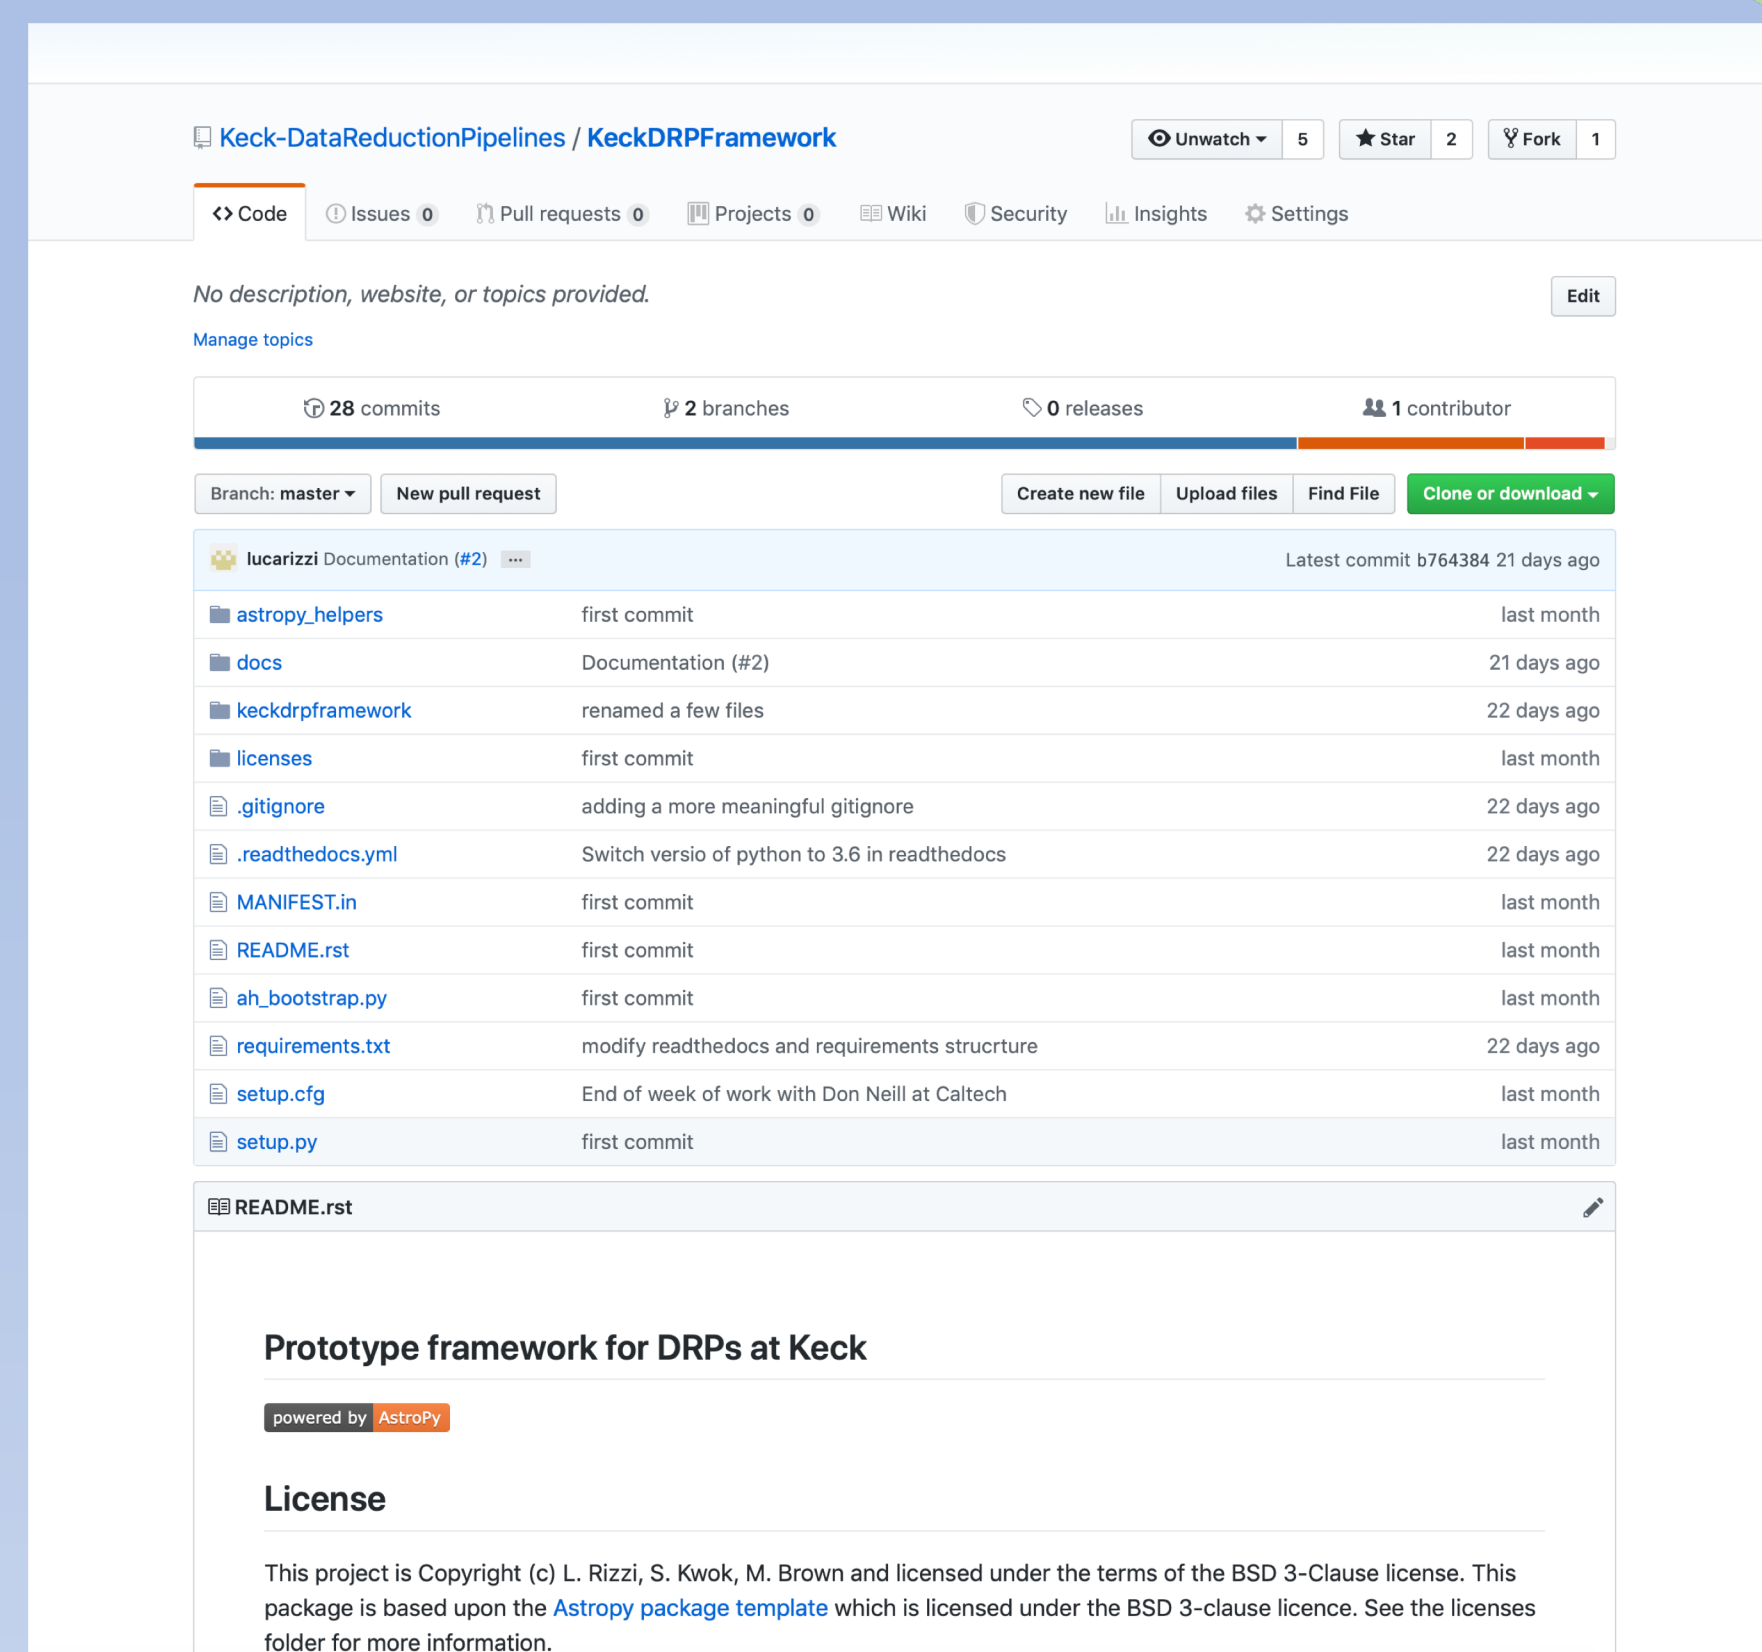 Keck-DataReductionPipelines / KeckDRPFramework
Unwatch 5 Star 2 Fork 1
Code Issues 0 Pull requests 0 Projects 0 Wiki Security Insights Settings
No description, website, or topics provided. Edit
Manage topics
28 commits 2 branches 0 releases 1 contributor
Branch: master New pull request Create new file Upload files Find File Clone or download
lucarizzi Documentation (#2) ... Latest commit b764384 21 days ago
astropy_helpers first commit last month
docs Documentation (#2) 21 days ago
keckdrpframework renamed a few files 22 days ago
licenses first commit last month
.gitignore adding a more meaningful gitignore 22 days ago
.readthedocs.yml Switch versio of python to 3.6 in readthedocs 22 days ago
MANIFEST.in first commit last month
README.rst first commit last month
ah_bootstrap.py first commit last month
requirements.txt modify readthedocs and requirements strucrture 22 days ago
setup.cfg End of week of work with Don Neill at Caltech last month
setup.py first commit last month
README.rst
Prototype framework for DRPs at Keck
powered by AstroPy
License
This project is Copyright (c) L. Rizzi, S. Kwok, M. Brown and licensed under the terms of the BSD 3-Clause license. This
package is based upon the Astropy package template which is licensed under the BSD 3-clause licence. See the licenses
folder for more information.